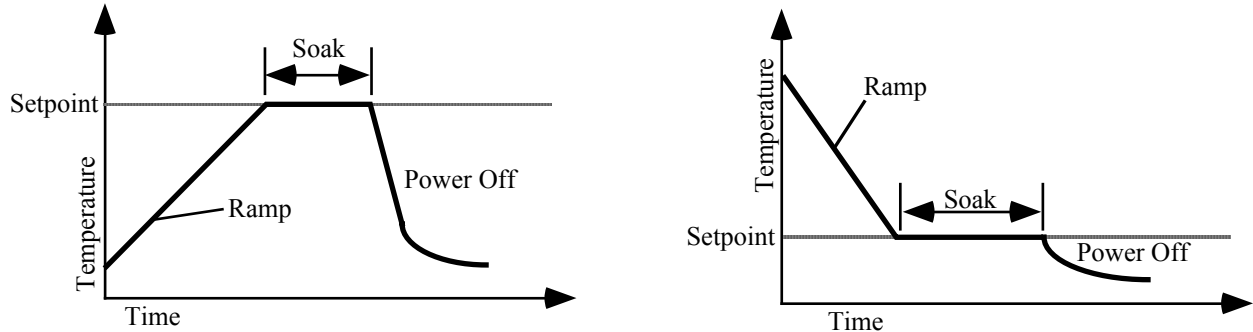 Soak
Setpoint
Temperature
Ramp
Power Off
Time
Temperature
Ramp
Soak
Setpoint
Power Off
Time